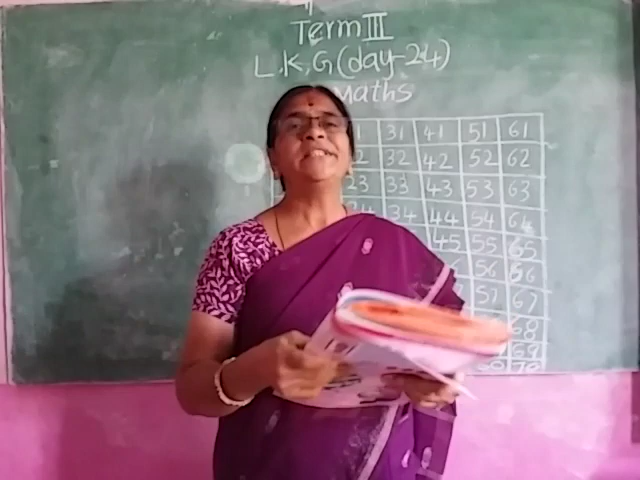 Term III
L.K.G (day-24)
Maths
31 41 51 61
32 42 52 62
23 33 43 53 63
34 44 54 64
45 55 65
56 66
57 67
68
69
70